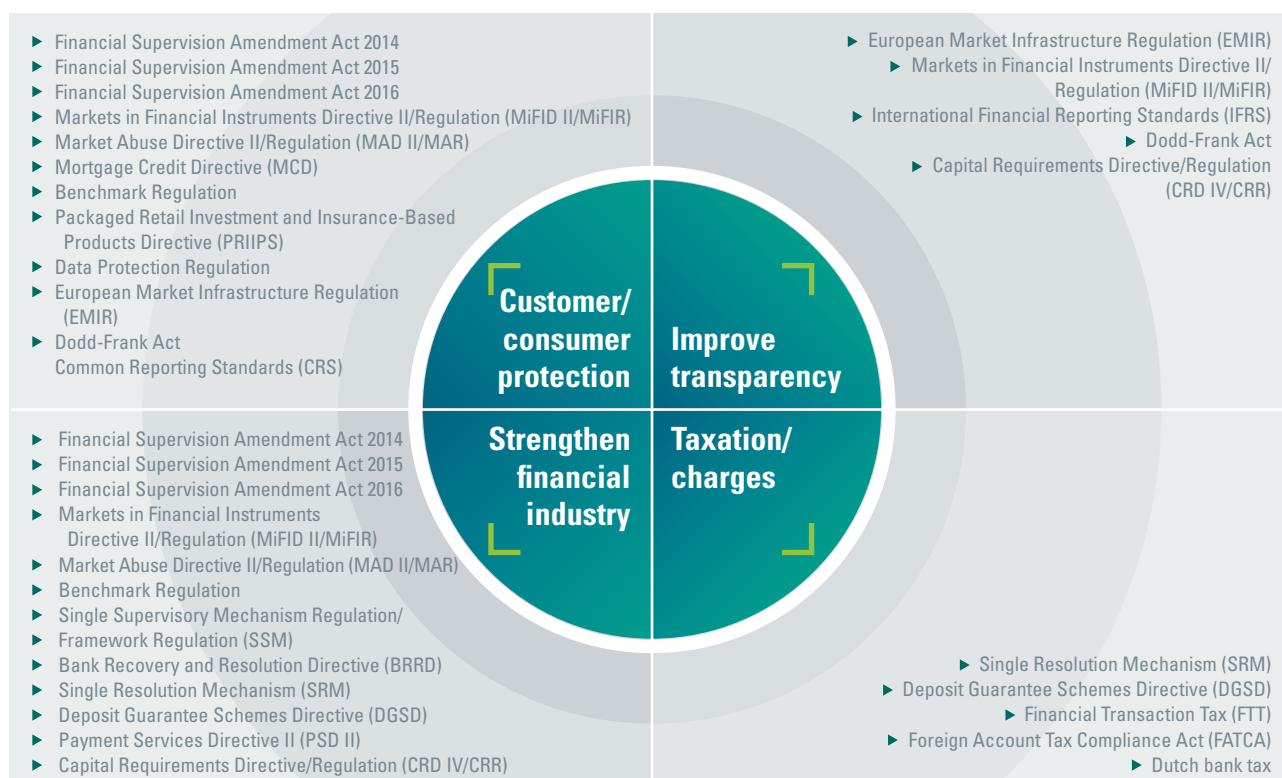 ▶ Financial Supervision Amendment Act 2014
▶ Financial Supervision Amendment Act 2015
▶ Financial Supervision Amendment Act 2016
▶ Markets in Financial Instruments Directive II/Regulation (MiFID II/MiFIR)
▶ Market Abuse Directive II/Regulation (MAD II/MAR)
▶ Mortgage Credit Directive (MCD)
▶ Benchmark Regulation
▶ Packaged Retail Investment and Insurance-Based
Products Directive (PRIIPS)
▶ Data Protection Regulation
▶ European Market Infrastructure Regulation
(EMIR)
▶ Dodd-Frank Act
Common Reporting Standards (CRS)
▶ European Market Infrastructure Regulation (EMIR)
▶ Markets in Financial Instruments Directive II/
Regulation (MiFID II/MiFIR)
▶ International Financial Reporting Standards (IFRS)
▶ Dodd-Frank Act
▶ Capital Requirements Directive/Regulation
(CRD IV/CRR)
Customer/
consumer
protection
Improve
transparency
Strengthen
financial
industry
Taxation/
charges
▶ Financial Supervision Amendment Act 2014
▶ Financial Supervision Amendment Act 2015
▶ Financial Supervision Amendment Act 2016
▶ Markets in Financial Instruments
Directive II/Regulation (MiFID II/MiFIR)
▶ Market Abuse Directive II/Regulation (MAD II/MAR)
▶ Benchmark Regulation
▶ Single Supervisory Mechanism Regulation/
▶ Framework Regulation (SSM)
▶ Bank Recovery and Resolution Directive (BRRD)
▶ Single Resolution Mechanism (SRM)
▶ Deposit Guarantee Schemes Directive (DGSD)
▶ Payment Services Directive II (PSD II)
▶ Capital Requirements Directive/Regulation (CRD IV/CRR)
▶ Single Resolution Mechanism (SRM)
▶ Deposit Guarantee Schemes Directive (DGSD)
▶ Financial Transaction Tax (FTT)
▶ Foreign Account Tax Compliance Act (FATCA)
▶ Dutch bank tax